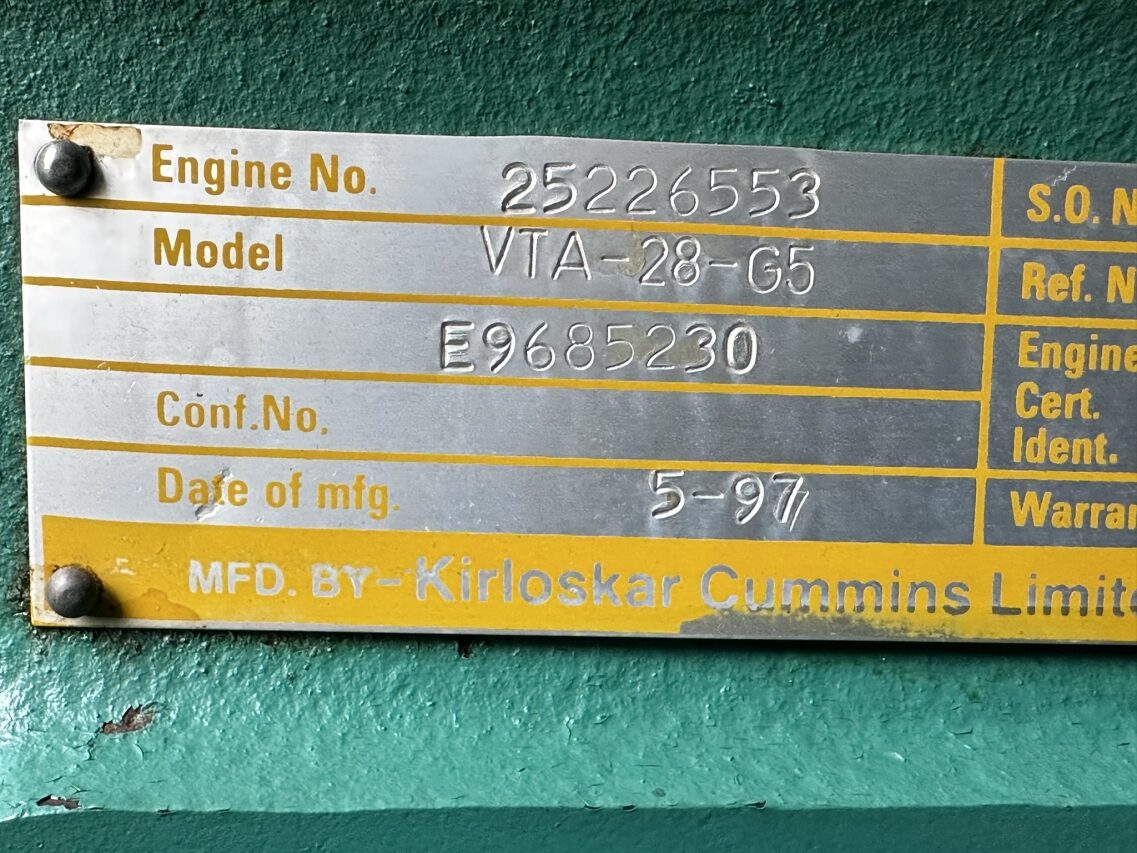 Engine No. 25226553
S.O. N
Model VTA-28-G5
Ref. N
E9685230
Engine
Cert.
Ident.
Conf.No.
Date of mfg. 5-97
Warran
MFD. BY-Kirloskar Cummins Limite